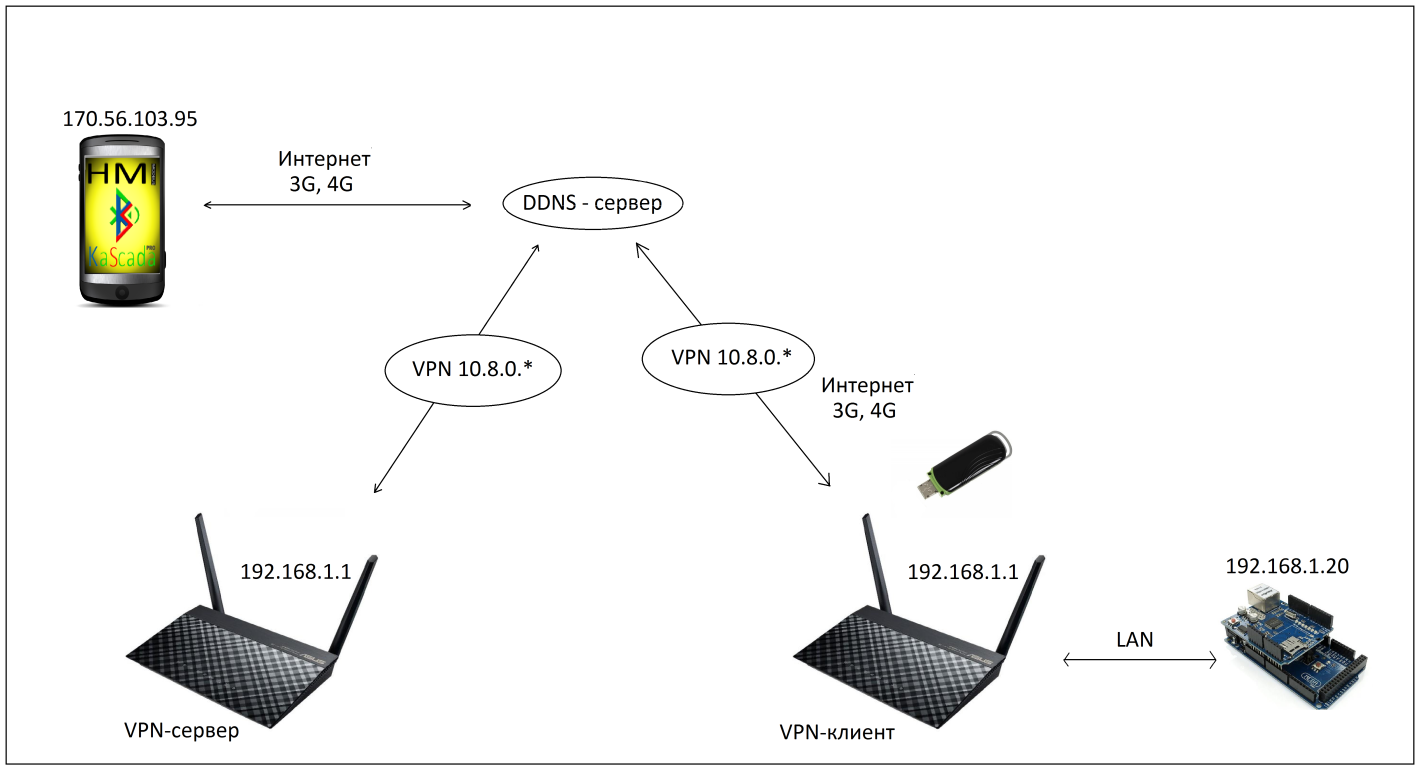 170.56.103.95
HMI
KaScada
PRO
Интернет
3G, 4G
DDNS - сервер
VPN 10.8.0.*
VPN 10.8.0.*
Интернет
3G, 4G
192.168.1.1
192.168.1.1
192.168.1.20
LAN
VPN-сервер
VPN-клиент